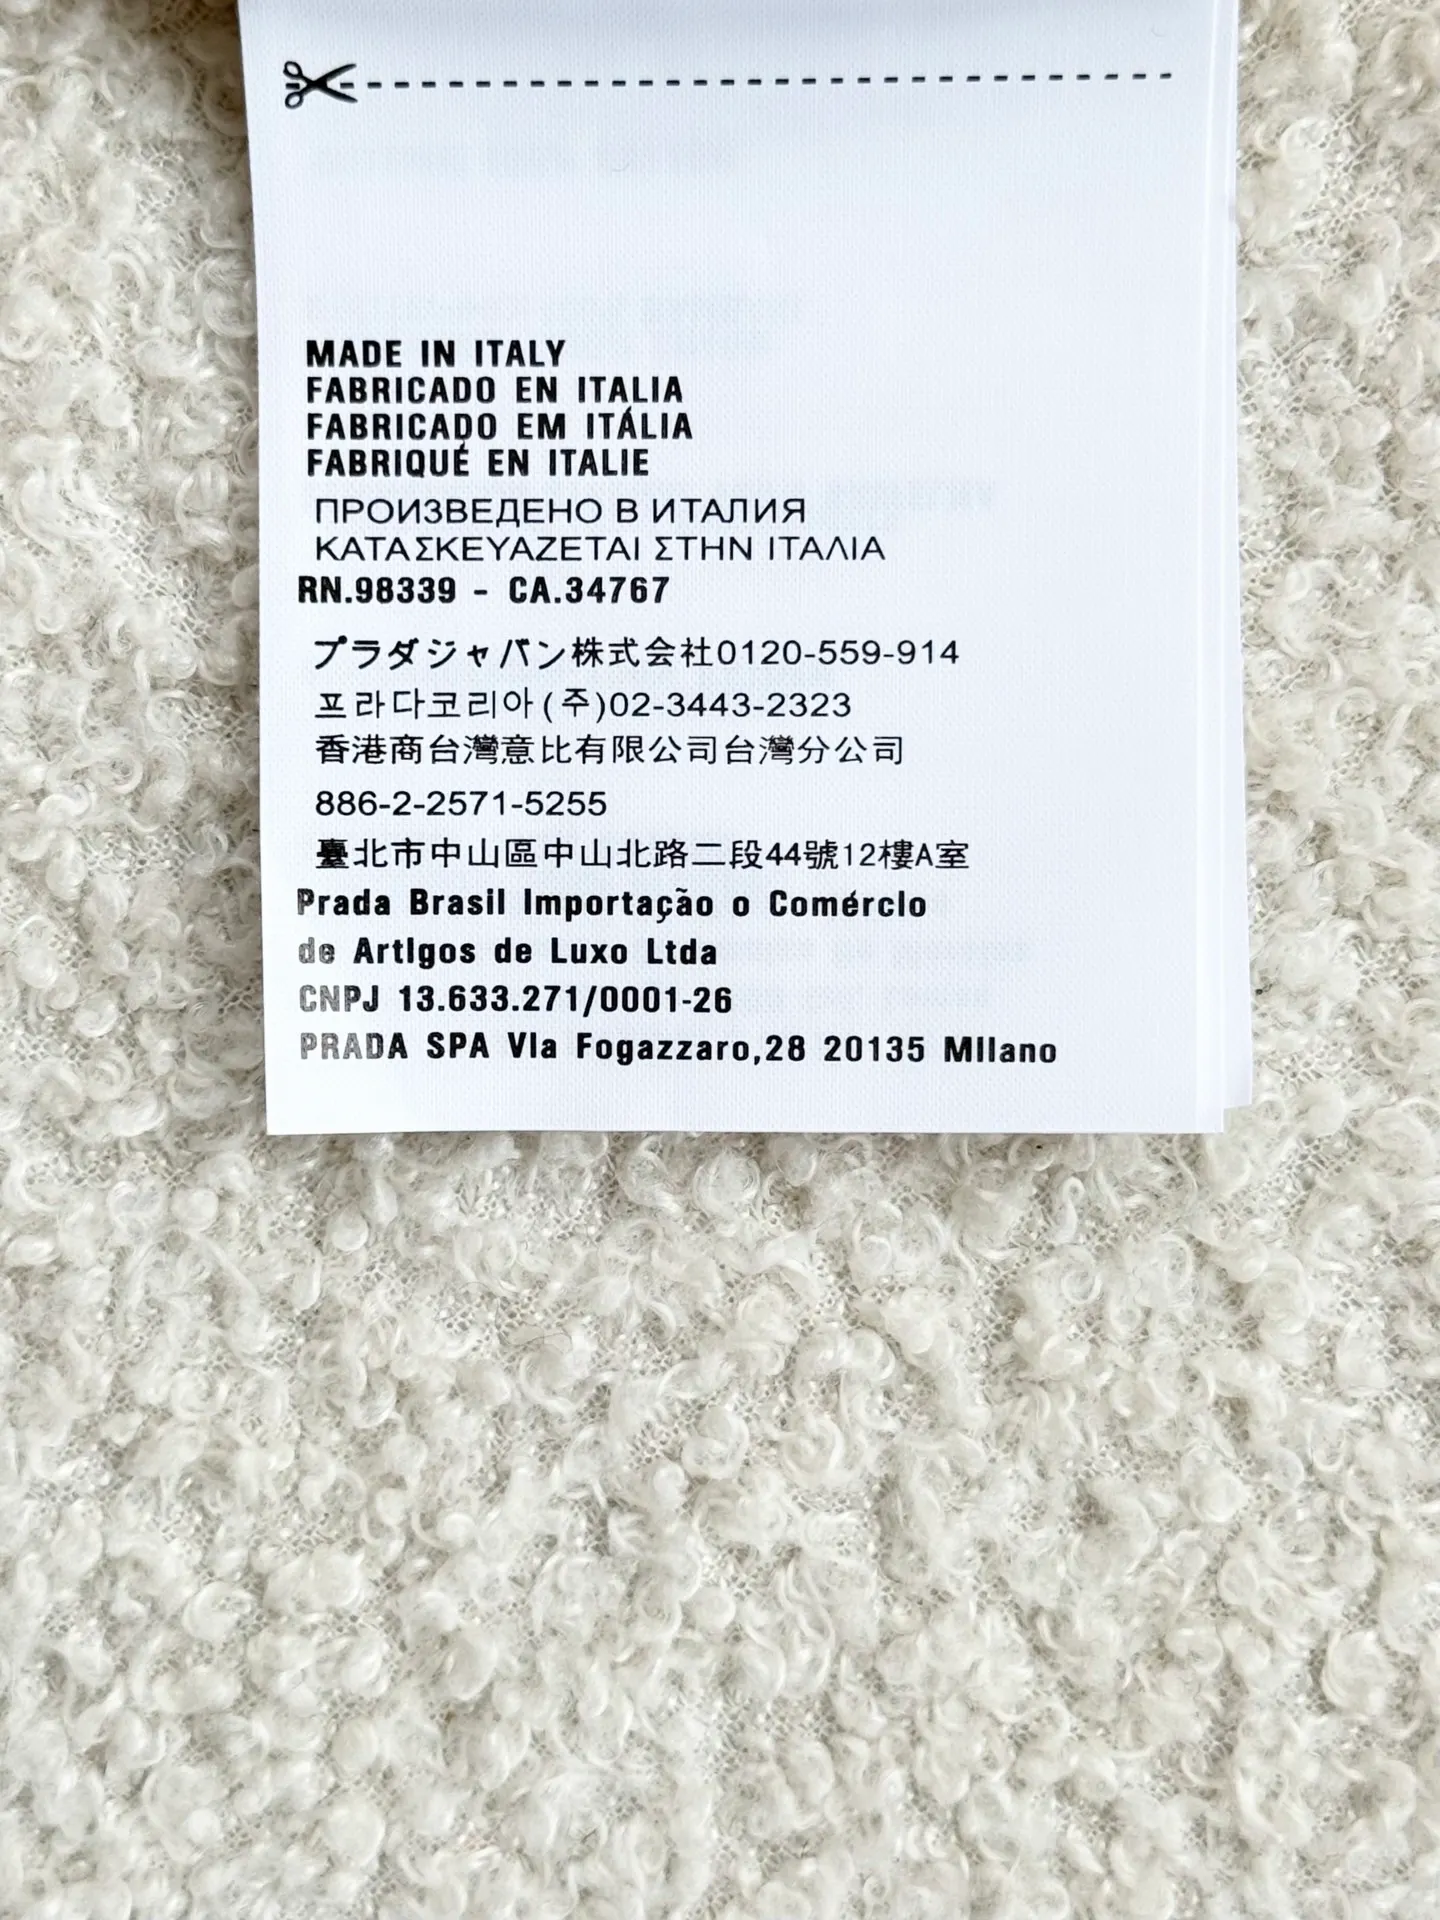 MADE IN ITALY
FABRICADO EN ITALIA
FABRICADO EM ITÁLIA
FABRIQUÉ EN ITALIE
ПРОИЗВЕДЕНО В ИТАЛИЯ
ΚΑΤΑΣΚΕΥΑΖΕΤΑΙ ΣΤΗΝ ΙΤΑΛΙΑ
RN.98339 - CA.34767
プラダジャパン株式会社0120-559-914
프라다코리아(주)02-3443-2323
香港商台灣意比有限公司台灣分公司
886-2-2571-5255
臺北市中山區中山北路二段44號12樓A室
Prada Brasil Importação o Comérclo
de Artlgos de Luxo Ltda
CNPJ 13.633.271/0001-26
PRADA SPA Vla Fogazzaro,28 20135 Mllano